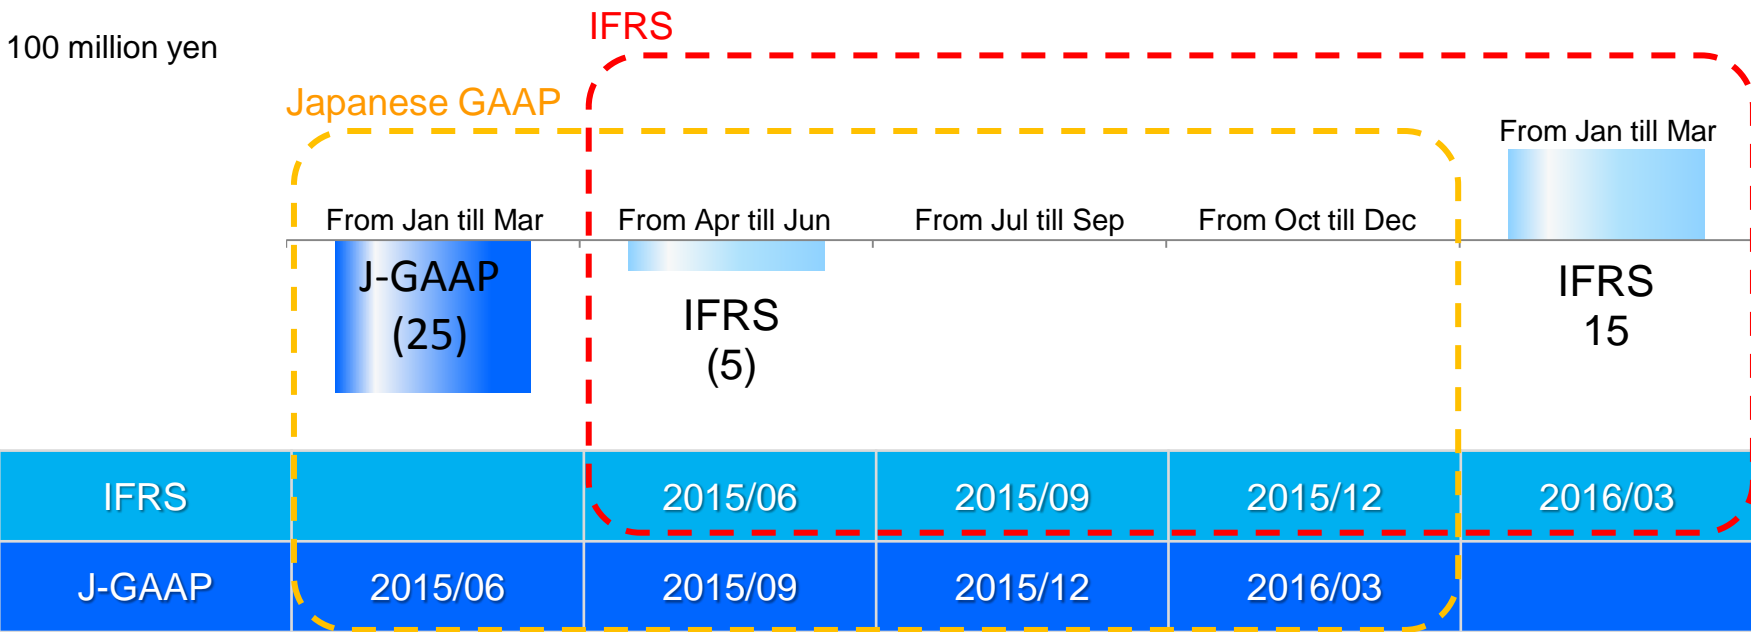 IFRS
100 million yen
Japanese GAAP
From Jan till Mar
From Jan till Mar
From Apr till Jun
From Jul till Sep
From Oct till Dec
J-GAAP
(25)
IFRS
(5)
IFRS
15
IFRS 2015/06 2015/09 2015/12 2016/03
J-GAAP 2015/06 2015/09 2015/12 2016/03